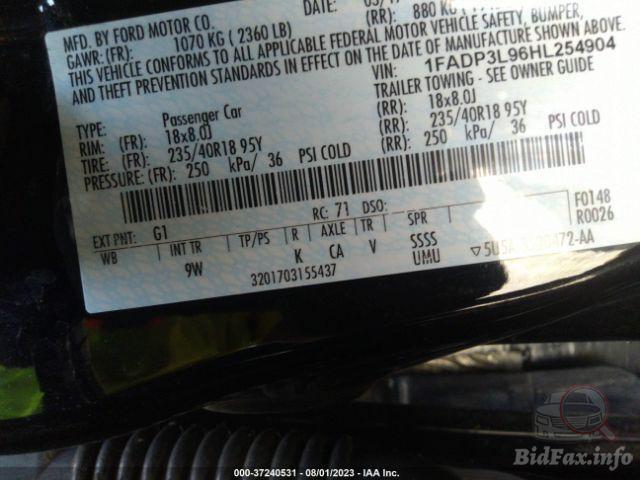 MFD. BY FORD MOTOR CO.
DATE:
GAWR: (FR): 1070 KG ( 2360 LB)
(RR): 880 KG
THIS VEHICLE CONFORMS TO ALL APPLICABLE FEDERAL MOTOR VEHICLE SAFETY, BUMPER,
AND THEFT PREVENTION STANDARDS IN EFFECT ON THE DATE OF MANUFACTURE SHOWN ABOVE.
VIN: 1FADP3L96HL254904
TRAILER TOWING - SEE OWNER GUIDE
TYPE: Passenger Car
RIM: (FR): 18x8.0J (RR): 18x8.0J
TIRE: (FR): 235/40R18 95Y (RR): 235/40R18 95Y
PRESSURE: (FR): 250 kPa/ 36 PSI COLD (RR): 250 kPa/ 36 PSI COLD
EXT PNT: G1 RC: 71 DSO: F0148
WB INT TR TP/PS R AXLE TR SPR R0026
9W K CA V SSSS
UMU
3201703155437
000-37240531 - 08/01/2023 - IAA Inc.
BidFax.info